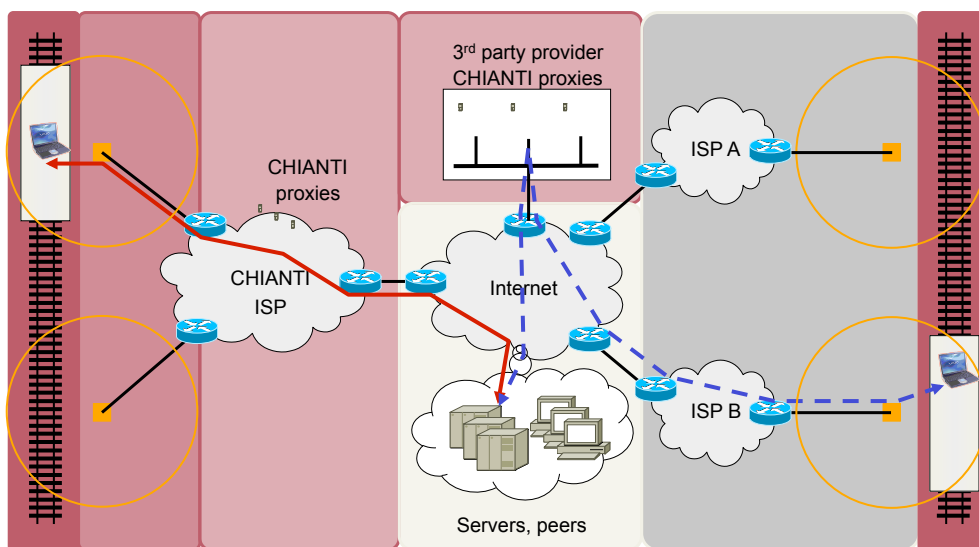 3rd party provider
CHIANTI proxies
CHIANTI
proxies
ISP A
CHIANTI
ISP
Internet
ISP B
Servers, peers